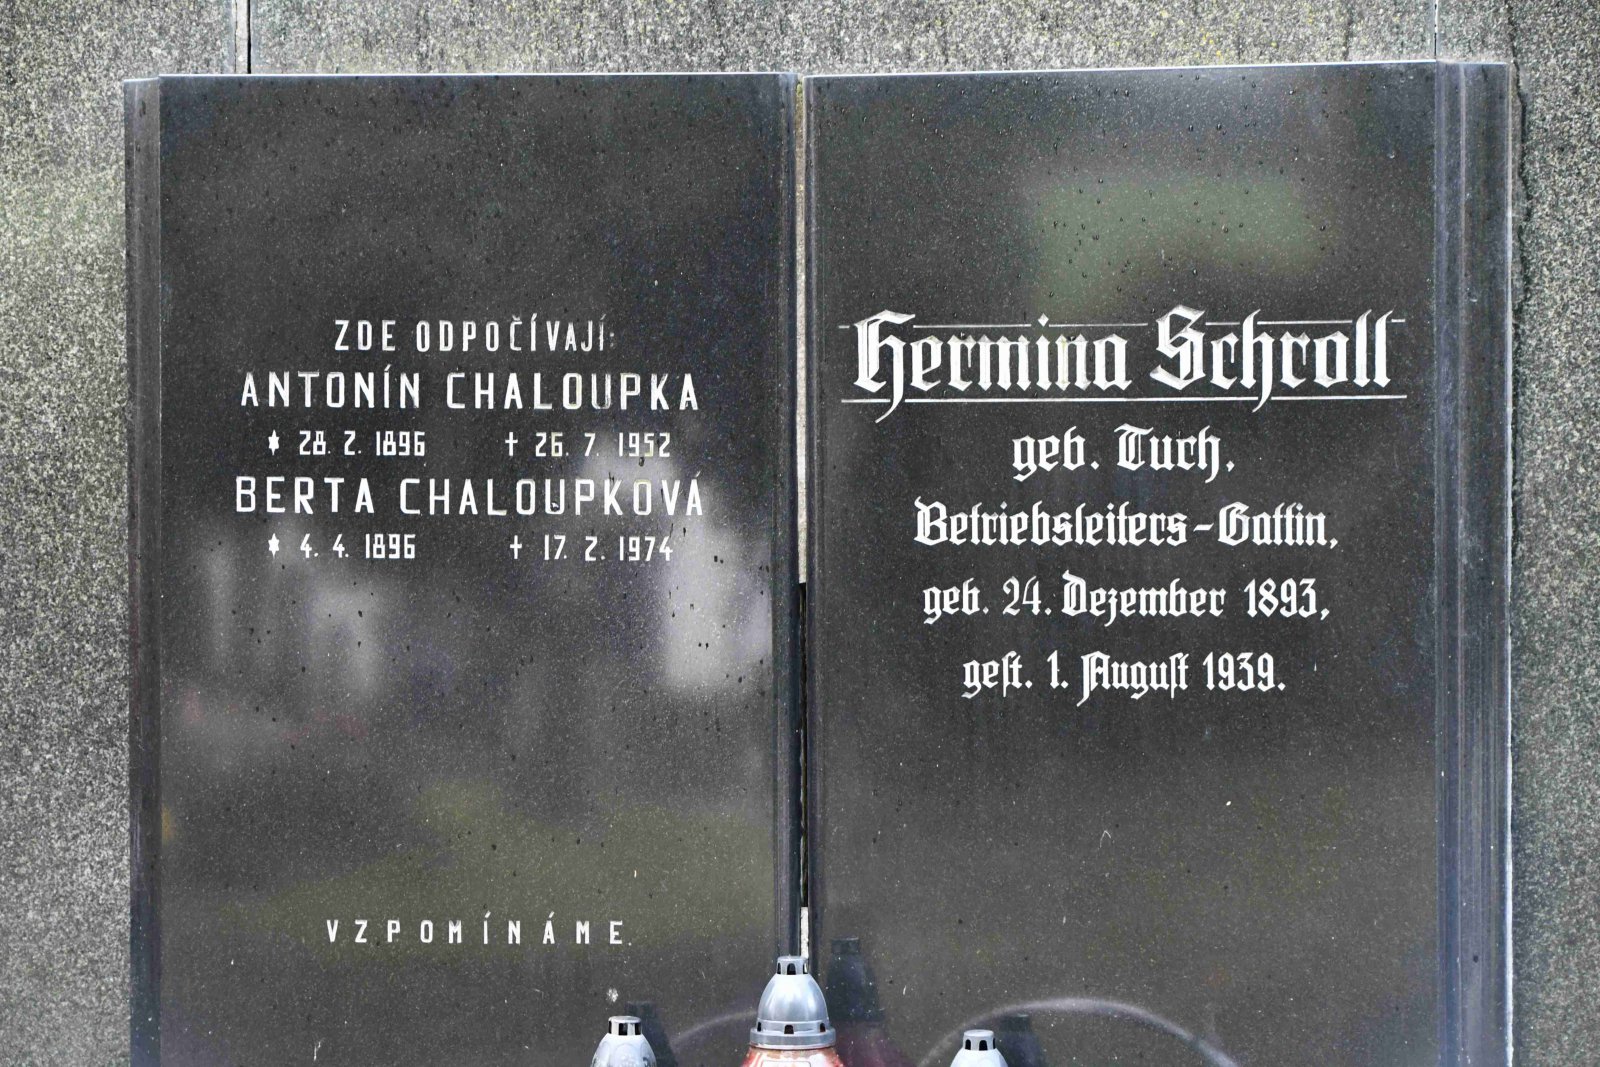 ZDE ODPOČÍVAJÍ:
ANTONÍN CHALOUPKA
* 28. 2. 1896 † 26. 7. 1952
BERTA CHALOUPKOVÁ
* 4. 4. 1896 † 17. 2. 1974
VZPOMÍNÁME.
Hermina Schroll
geb. Tuch,
Betriebsleiters-Gattin,
geb. 24. Dezember 1893,
gest. 1. August 1939.